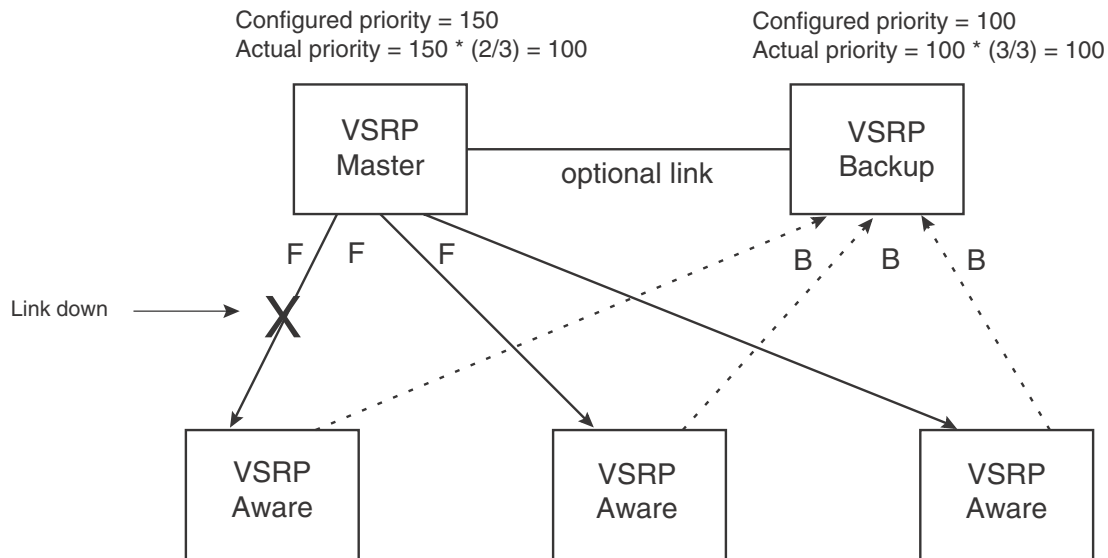 Configured priority = 150
Actual priority = 150 * (2/3) = 100
Configured priority = 100
Actual priority = 100 * (3/3) = 100
VSRP
Master
optional link
VSRP
Backup
F
F
F
B
B
B
Link down
X
VSRP
Aware
VSRP
Aware
VSRP
Aware